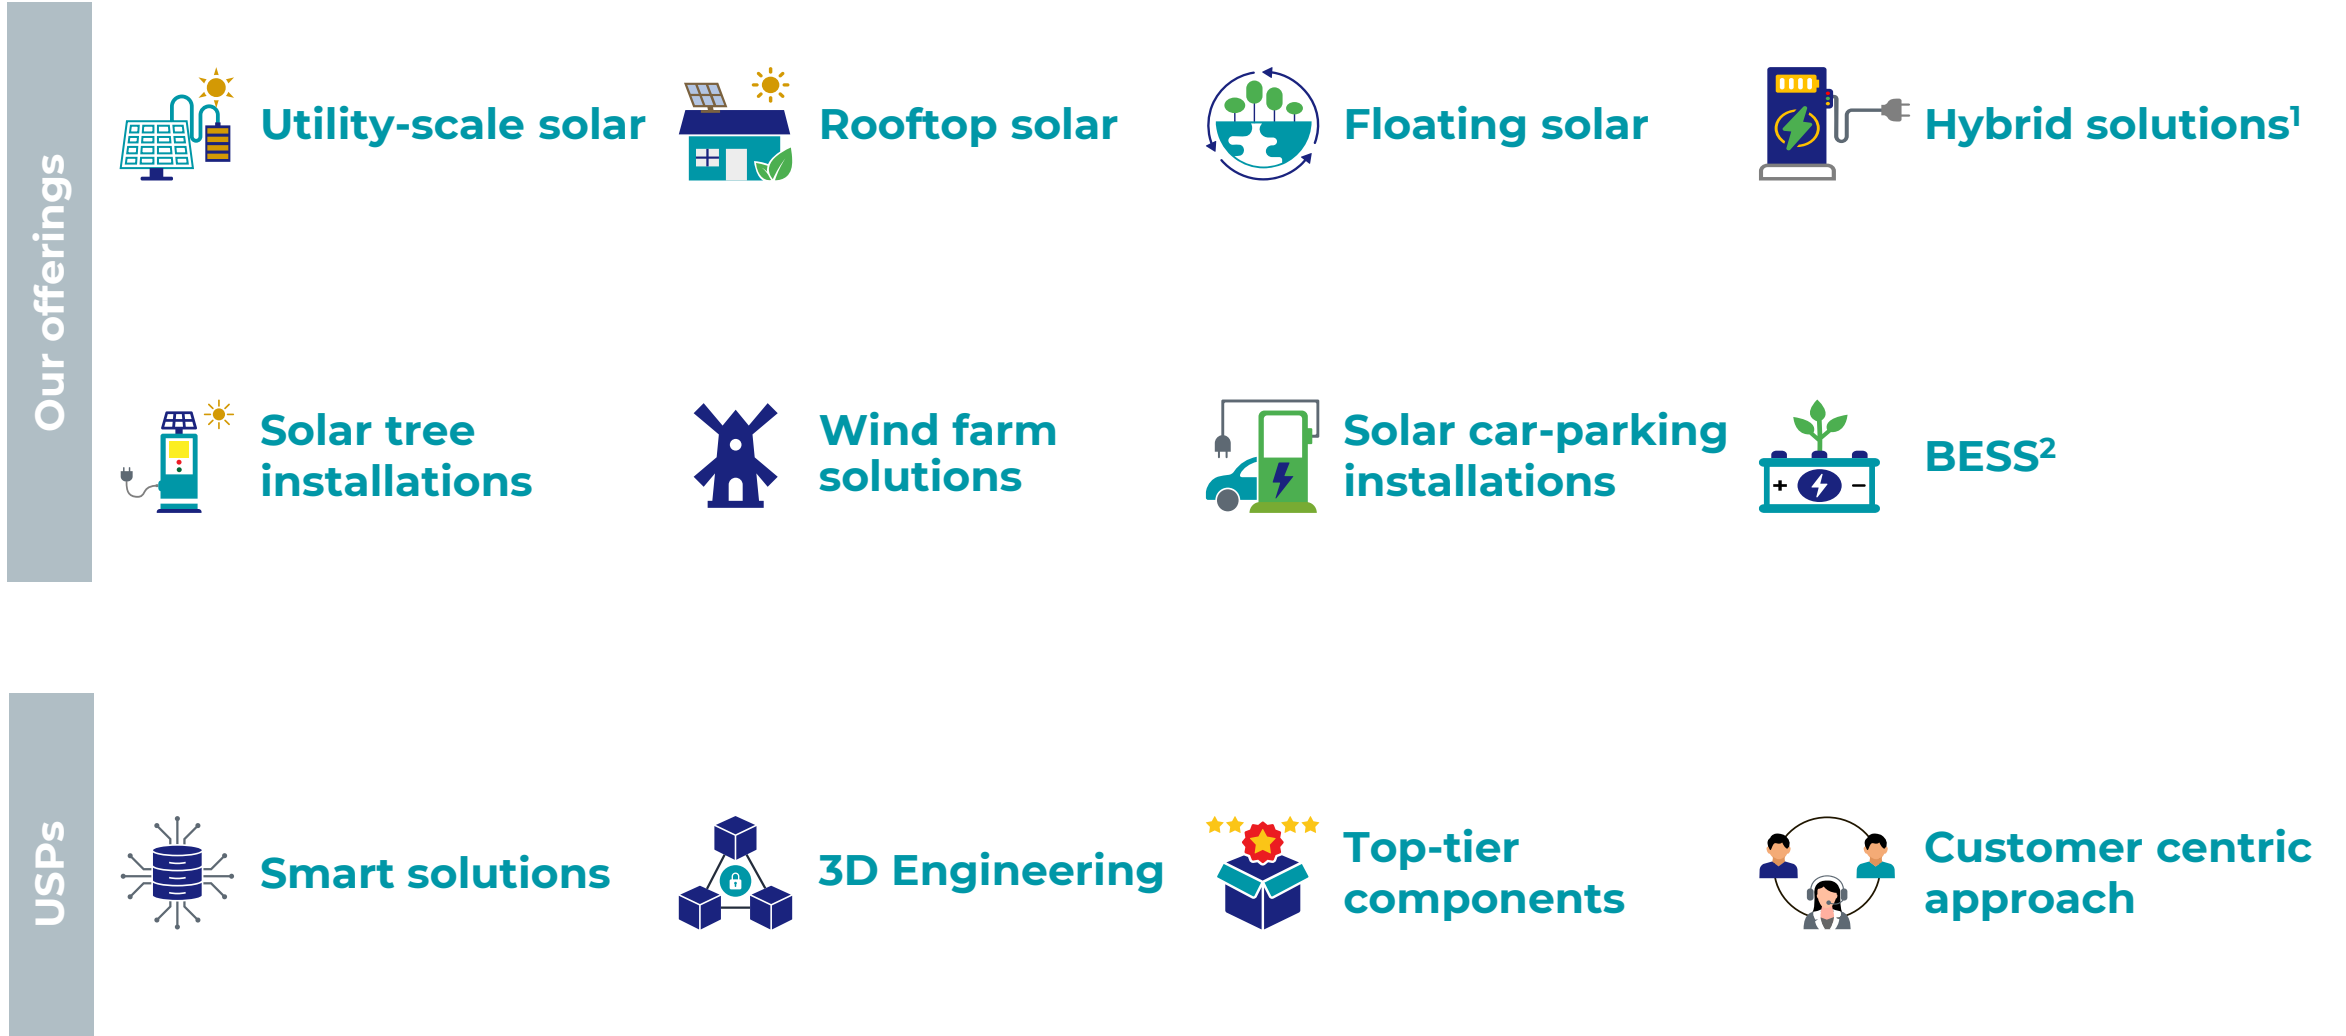 Our offerings
Utility-scale solar
Rooftop solar
Floating solar
Hybrid solutions¹
Solar tree
installations
Wind farm
solutions
Solar car-parking
installations
BESS²
USPs
Smart solutions
3D Engineering
Top-tier
components
Customer centric
approach